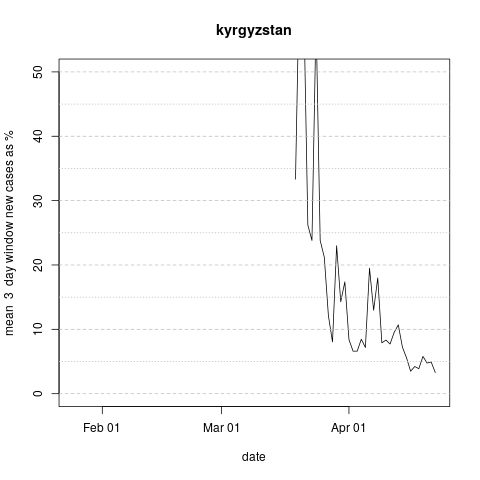 kyrgyzstan
mean 3 day window new cases as %
50
40
30
20
10
0
Feb 01
Mar 01
Apr 01
date